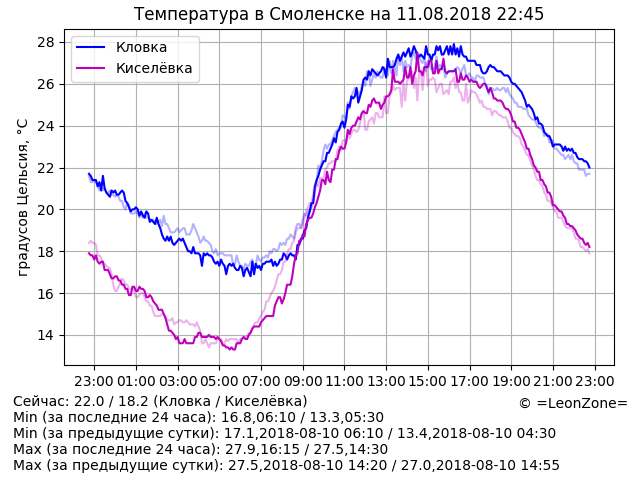 Температура в Смоленске на 11.08.2018 22:45
Кловка
Киселёвка
градусов Цельсия, °C
28
26
24
22
20
18
16
14
23:00 01:00 03:00 05:00 07:00 09:00 11:00 13:00 15:00 17:00 19:00 21:00 23:00
Сейчас: 22.0 / 18.2 (Кловка / Киселёвка)
© =LeonZone=
Min (за последние 24 часа): 16.8,06:10 / 13.3,05:30
Min (за предыдущие сутки): 17.1,2018-08-10 06:10 / 13.4,2018-08-10 04:30
Max (за последние 24 часа): 27.9,16:15 / 27.5,14:30
Max (за предыдущие сутки): 27.5,2018-08-10 14:20 / 27.0,2018-08-10 14:55